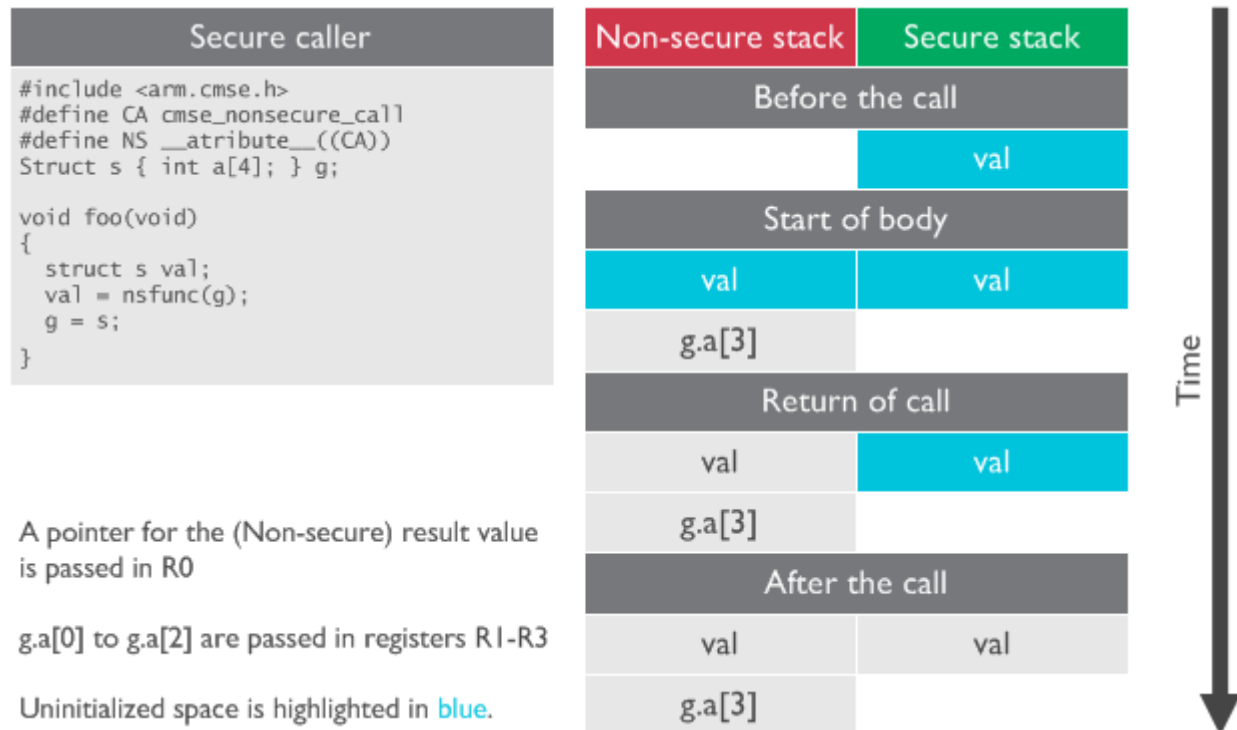 Secure caller
#include <arm.cmse.h>
#define CA cmse_nonsecure_call
#define NS __atribute__((CA))
Struct s { int a[4]; } g;
void foo(void)
{
struct s val;
val = nsfunc(g);
g = s;
}
A pointer for the (Non-secure) result value
is passed in R0
g.a[0] to g.a[2] are passed in registers R1-R3
Uninitialized space is highlighted in blue.
Non-secure stack Secure stack
Before the call
val
Start of body
val val
g.a[3]
Return of call
val val
g.a[3]
After the call
val val
g.a[3]
Time